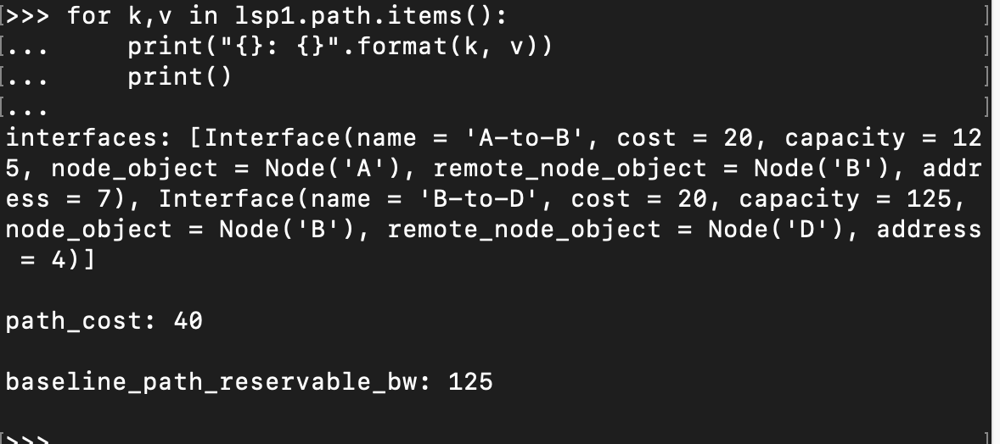 [>>> for k,v in lsp1.path.items():                               ]
[...     print("{}: {}".format(k, v))                            ]
[...     print()                                                 ]
[...                                                             ]
interfaces: [Interface(name = 'A-to-B', cost = 20, capacity = 12
5, node_object = Node('A'), remote_node_object = Node('B'), addr
ess = 7), Interface(name = 'B-to-D', cost = 20, capacity = 125,
node_object = Node('B'), remote_node_object = Node('D'), address
 = 4)]

path_cost: 40

baseline_path_reservable_bw: 125

[>>>                                                             ]